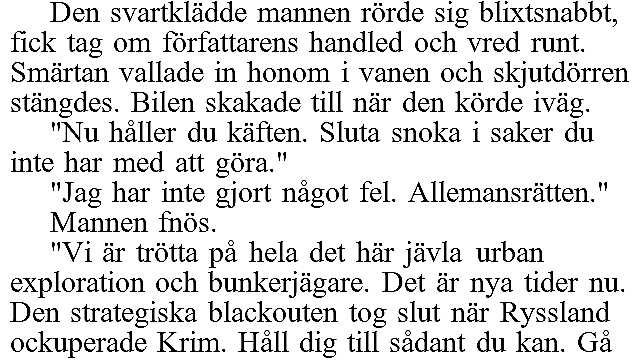 Den svartklädde mannen rörde sig blixtsnabbt,
fick tag om författarens handled och vred runt.
Smärtan vallade in honom i vanen och skjutdörren
stängdes. Bilen skakade till när den körde iväg.
"Nu håller du käften. Sluta snoka i saker du
inte har med att göra."
"Jag har inte gjort något fel. Allemansrätten."
Mannen fnös.
"Vi är trötta på hela det här jävla urban
exploration och bunkerjägare. Det är nya tider nu.
Den strategiska blackouten tog slut när Ryssland
ockuperade Krim. Håll dig till sådant du kan. Gå